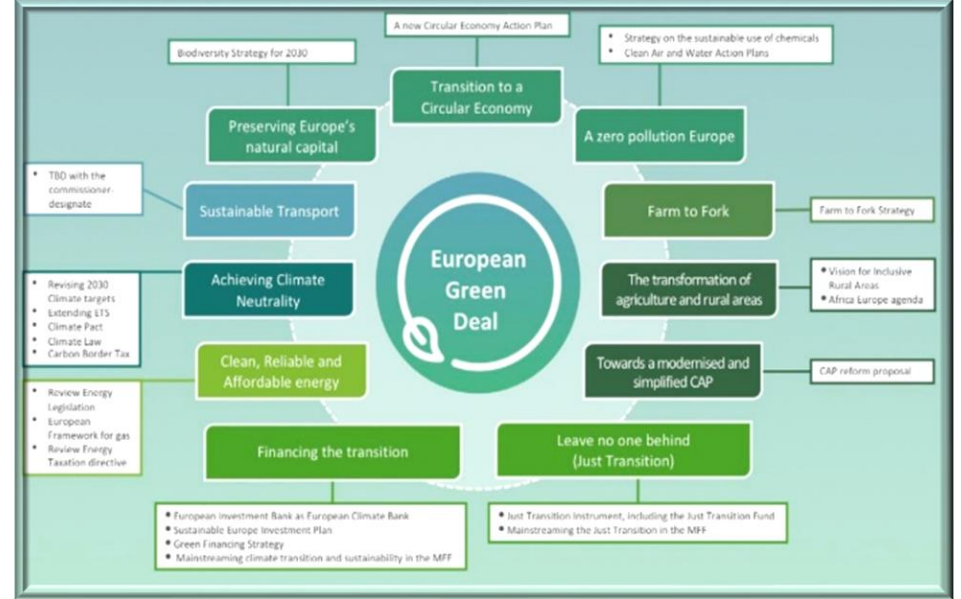 A new Circular Economy Action Plan
Biodiversity Strategy for 2030
• Strategy on the sustainable use of chemicals
• Clean Air and Water Action Plans
Transition to a
Circular Economy
Preserving Europe's
natural capital
A zero pollution Europe
• TBD with the
commissioner-
designate
Sustainable Transport
Farm to Fork
Farm to Fork Strategy
European
Green
Deal
Achieving Climate
Neutrality
• Revising 2030
Climate targets
• Extending ETS
• Climate Pact
• Climate Law
• Carbon Border Tax
The transformation of
agriculture and rural areas
• Vision for Inclusive
Rural Areas
• Africa Europe agenda
Clean, Reliable and
Affordable energy
• Review Energy
Legislation
• European
Framework for gas
• Review Energy
Taxation directive
Towards a modernised and
simplified CAP
CAP reform proposal
Financing the transition
Leave no one behind
(Just Transition)
• European Investment Bank as European Climate Bank
• Sustainable Europe Investment Plan
• Green Financing Strategy
• Mainstreaming climate transition and sustainability in the MFF
• Just Transition Instrument, including the Just Transition Fund
• Mainstreaming the Just Transition in the MFF